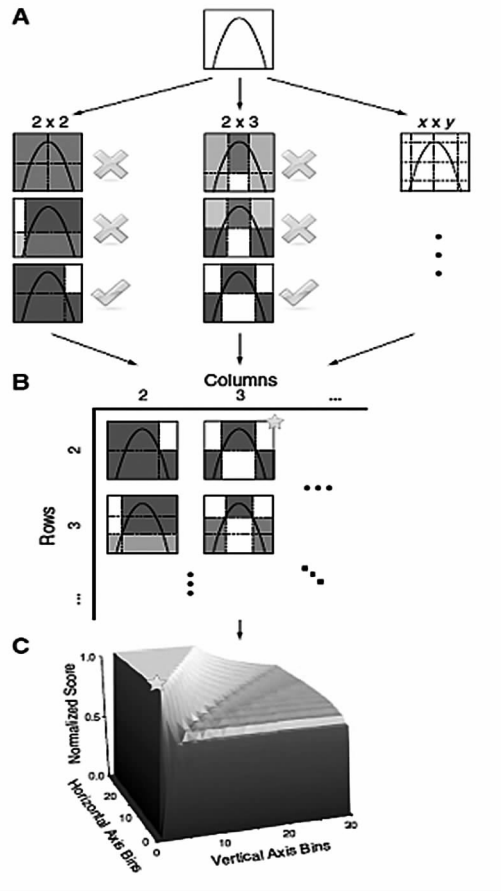 A
2 x 2
2 x 3
x x y
B
Columns
2
3
...
Rows
2
3
...
C
Normalized Score
1.0
0.5
0.0
Horizontal Axis Bins
20
10
0
0
10
20
30
Vertical Axis Bins